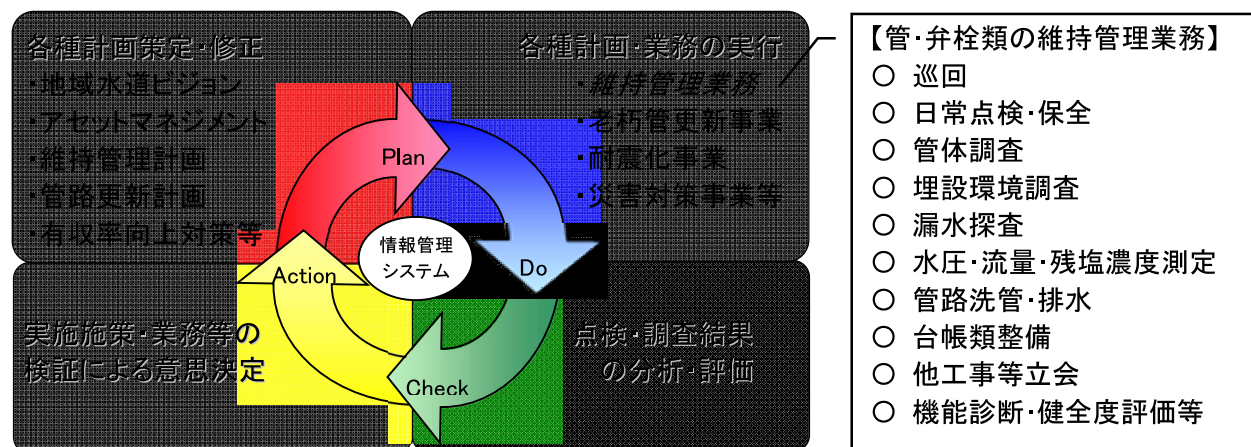 各種計画策定・修正
・地域水道ビジョン
・アセットマネジメント
・維持管理計画
・管路更新計画
・有収率向上対策等
各種計画・業務の実行
・維持管理業務
・老朽管更新事業
・耐震化事業
・災害対策事業等
Plan
Do
情報管理
システム
Action
Check
実施施策・業務等の
検証による意思決定
点検・調査結果
の分析・評価
【管・弁栓類の維持管理業務】
○ 巡回
○ 日常点検・保全
○ 管体調査
○ 埋設環境調査
○ 漏水探査
○ 水圧・流量・残塩濃度測定
○ 管路洗管・排水
○ 台帳類整備
○ 他工事等立会
○ 機能診断・健全度評価等